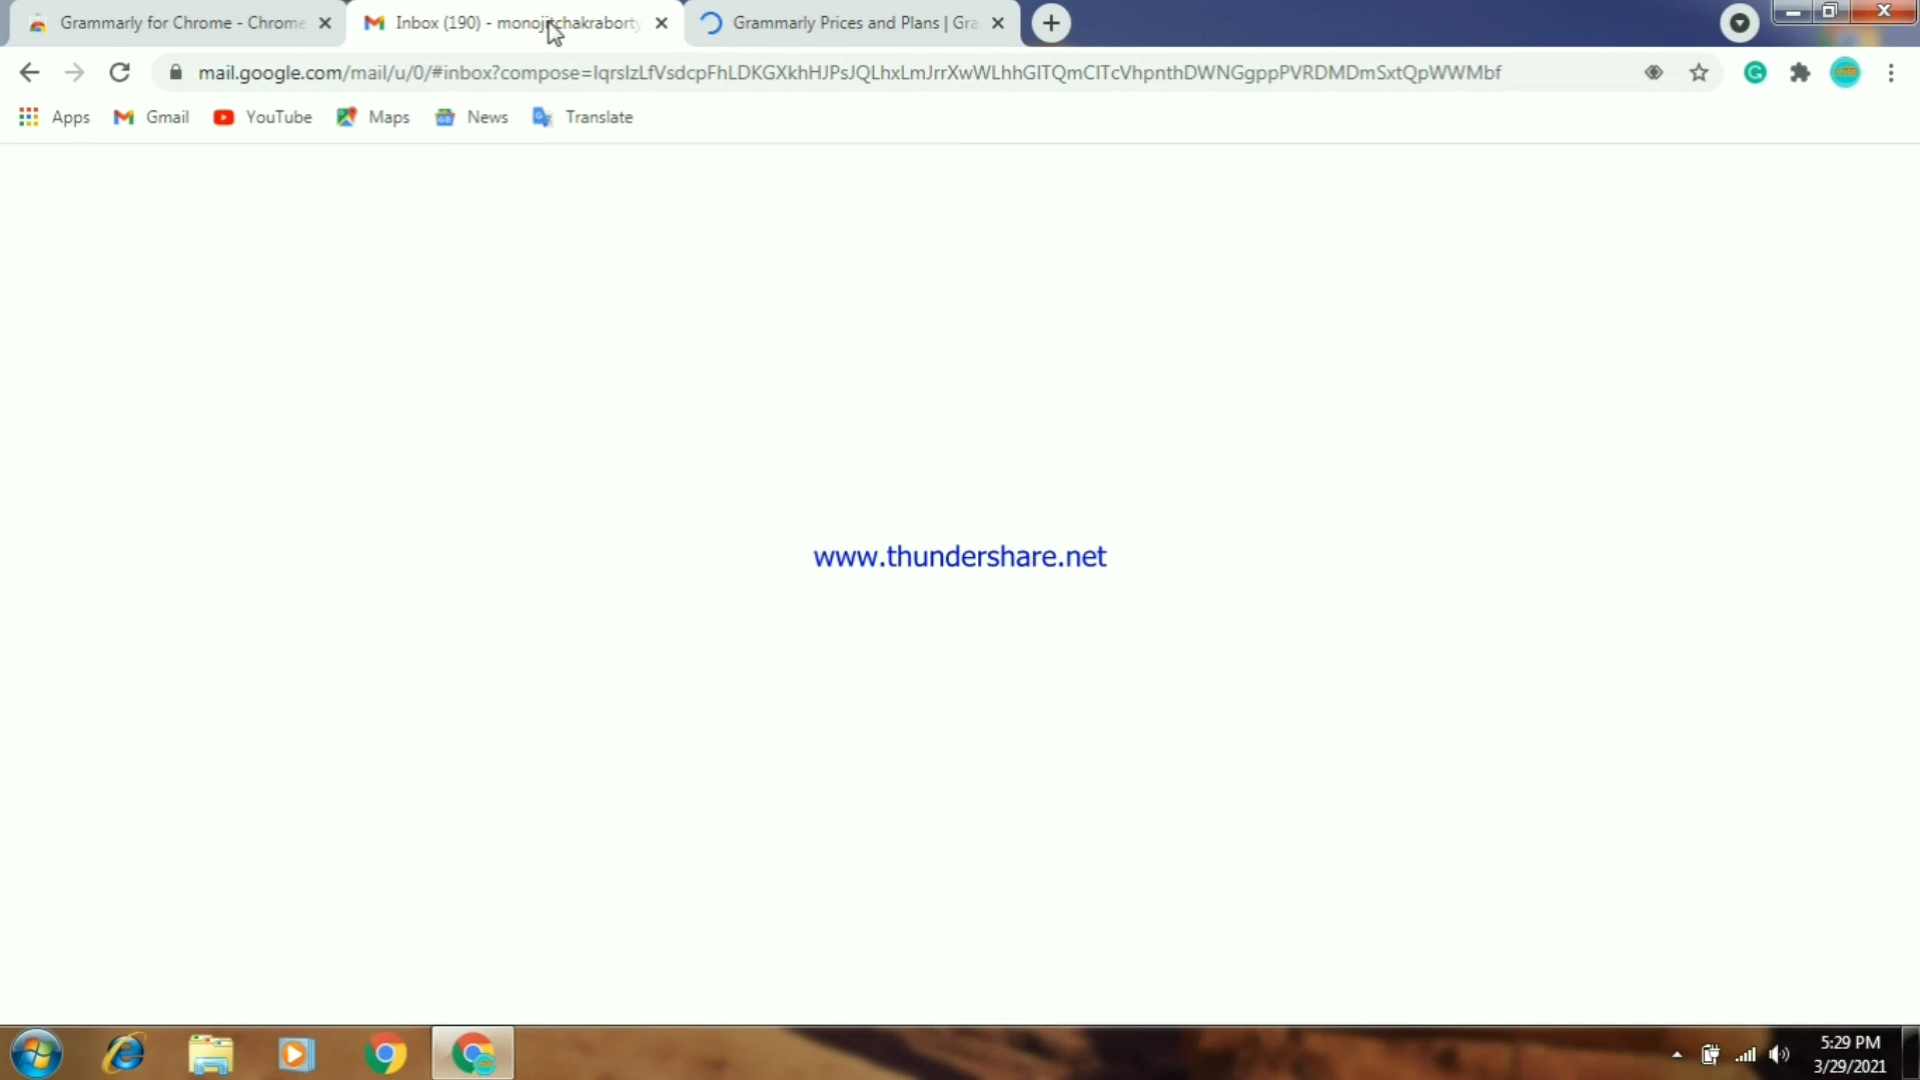 Grammarly for Chrome - Chrome
Inbox (190) - monojitchakraborty
Grammarly Prices and Plans | Gra
mail.google.com/mail/u/0/#inbox?compose=
Apps
Gmail
YouTube
Maps
News
Translate
www.thundershare.net
5:29 PM
3/29/2021